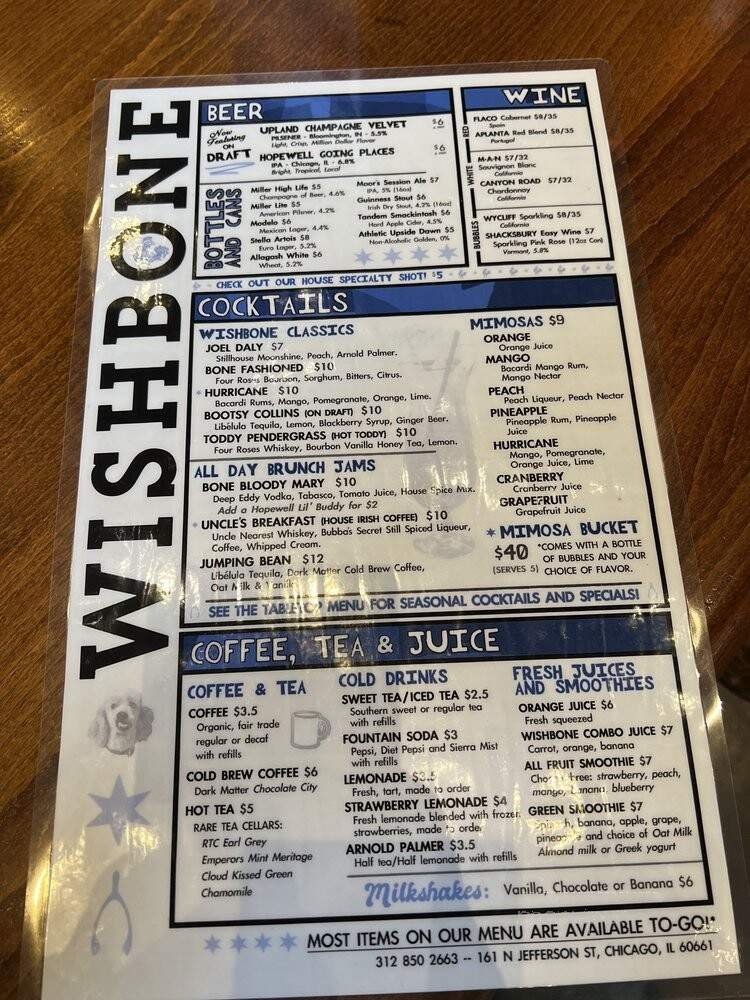 WISHBONE
BEER
Now
Featuring
ON
DRAFT
UPLAND CHAMPAGNE VELVET $6
PILSENER - Bloomington, IN - 5.5%
Light, Crisp, Million Dollar Flavor
HOPEWELL GOING PLACES $6
IPA - Chicago, IL - 6.8%
Bright, Tropical, Local
BOTTLES
AND CANS
Miller High Life $5
Champagne of Beer, 4.6%
Miller Lite $5
American Pilsner, 4.2%
Modelo $6
Mexican Lager, 4.4%
Stella Artois $8
Euro Lager, 5.2%
Allagash White $6
Wheat, 5.2%
Moor's Session Ale $7
IPA, 5% (16oz)
Guinness Stout $6
Irish Dry Stout, 4.2% (16oz)
Tandem Smackintosh $6
Hard Apple Cider, 4.5%
Athletic Upside Dawn $5
Non-Alcoholic Golden, 0%
WINE
RED
FLACO Cabernet $8/35
Spain
APLANTA Red Blend $8/35
Portugal
WHITE
M-A-N $7/32
Sauvignon Blanc
California
CANYON ROAD $7/32
Chardonnay
California
BUBBLES
WYCLIFF Sparkling $8/35
California
SHACKSBURY Easy Wine $7
Sparkling Pink Rose (12oz Can)
Vermont, 5.8%
CHECK OUT OUR HOUSE SPECIALTY SHOT! $5
COCKTAILS
WISHBONE CLASSICS
JOEL DALY $7
Stillhouse Moonshine, Peach, Arnold Palmer.
BONE FASHIONED $10
Four Roses Bourbon, Sorghum, Bitters, Citrus.
* HURRICANE $10
Bacardi Rums, Mango, Pomegranate, Orange, Lime.
BOOTSY COLLINS (ON DRAFT) $10
Libélula Tequila, Lemon, Blackberry Syrup, Ginger Beer.
TODDY PENDERGRASS (HOT TODDY) $10
Four Roses Whiskey, Bourbon Vanilla Honey Tea, Lemon.
ALL DAY BRUNCH JAMS
BONE BLOODY MARY $10
Deep Eddy Vodka, Tabasco, Tomato Juice, House Spice Mix.
Add a Hopewell Lil' Buddy for $2
* UNCLE'S BREAKFAST (HOUSE IRISH COFFEE) $10
Uncle Nearest Whiskey, Bubba's Secret Still Spiced Liqueur,
Coffee, Whipped Cream.
JUMPING BEAN $12
Libélula Tequila, Dark Matter Cold Brew Coffee,
Oat Milk & Vanilla
MIMOSAS $9
ORANGE
Orange Juice
MANGO
Bacardi Mango Rum,
Mango Nectar
PEACH
Peach Liqueur, Peach Nectar
PINEAPPLE
Pineapple Rum, Pineapple
Juice
HURRICANE
Mango, Pomegranate,
Orange Juice, Lime
CRANBERRY
Cranberry Juice
GRAPEFRUIT
Grapefruit Juice
* MIMOSA BUCKET
$40
(SERVES 5)
*COMES WITH A BOTTLE
OF BUBBLES AND YOUR
CHOICE OF FLAVOR.
SEE THE TABLETOP MENU FOR SEASONAL COCKTAILS AND SPECIALS!
COFFEE, TEA & JUICE
COFFEE & TEA
COFFEE $3.5
Organic, fair trade
regular or decaf
with refills
COLD BREW COFFEE $6
Dark Matter Chocolate City
HOT TEA $5
RARE TEA CELLARS:
RTC Earl Grey
Emperors Mint Meritage
Cloud Kissed Green
Chamomile
COLD DRINKS
SWEET TEA/ICED TEA $2.5
Southern sweet or regular tea
with refills
FOUNTAIN SODA $3
Pepsi, Diet Pepsi and Sierra Mist
with refills
LEMONADE $3.5
Fresh, tart, made to order
STRAWBERRY LEMONADE $4
Fresh lemonade blended with frozen
strawberries, made to order
ARNOLD PALMER $3.5
Half tea/Half lemonade with refills
FRESH JUICES
AND SMOOTHIES
ORANGE JUICE $6
Fresh squeezed
WISHBONE COMBO JUICE $7
Carrot, orange, banana
ALL FRUIT SMOOTHIE $7
three: strawberry, peach,
mango, banana, blueberry
GREEN SMOOTHIE $7
Spinach, banana, apple, grape,
pineapple and choice of Oat Milk
Almond milk or Greek yogurt
Milkshakes: Vanilla, Chocolate or Banana $6
MOST ITEMS ON OUR MENU ARE AVAILABLE TO-GO!*
312 850 2663 -- 161 N JEFFERSON ST, CHICAGO, IL 60661